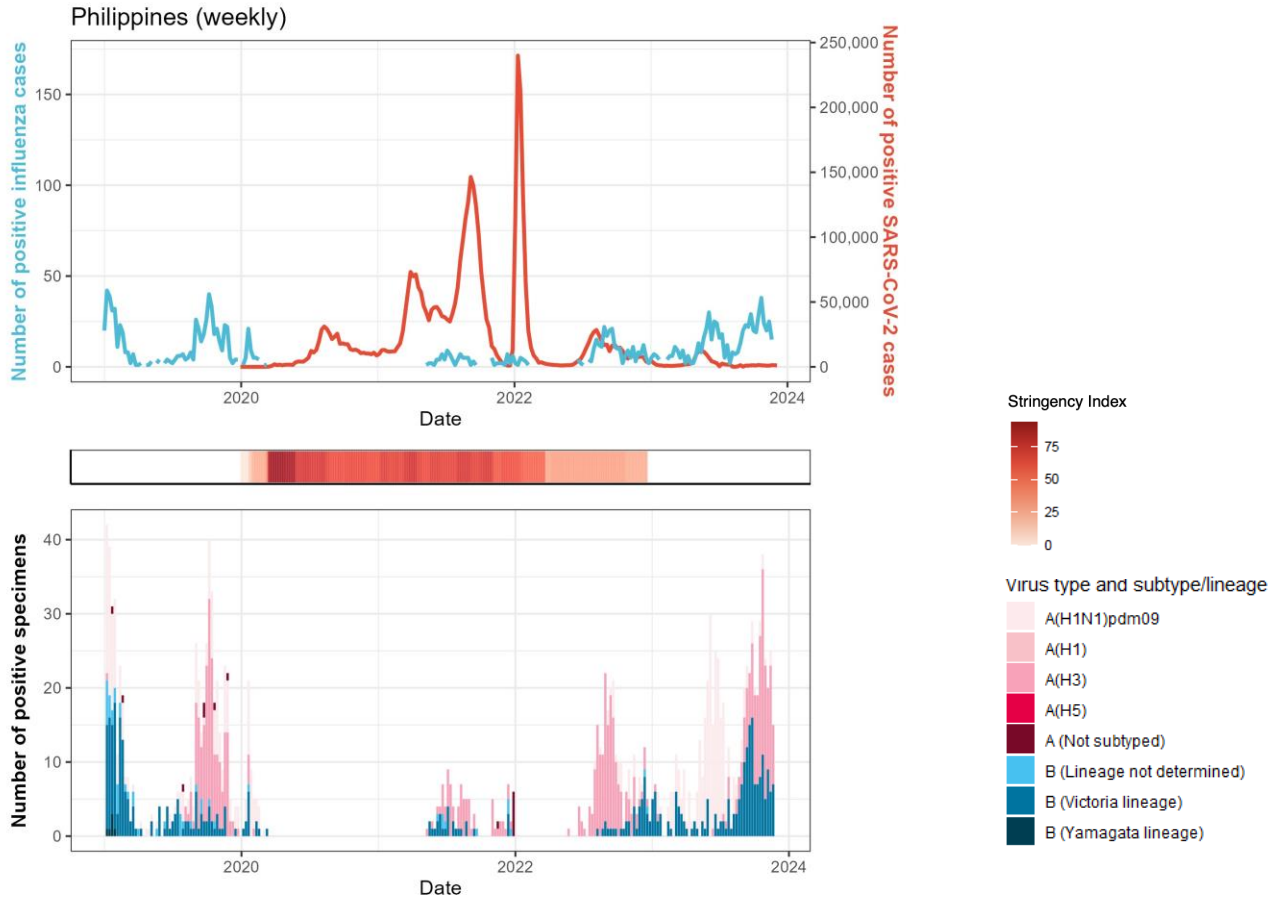 Philippines (weekly)
Number of positive influenza cases
150
100
50
0
250,000
200,000
150,000
100,000
50,000
0
Number of positive SARS-CoV-2 cases
2020
2022
2024
Date
Stringency Index
75
50
25
0
Number of positive specimens
40
30
20
10
0
2020
2022
2024
Date
Virus type and subtype/lineage
A(H1N1)pdm09
A(H1)
A(H3)
A(H5)
A (Not subtyped)
B (Lineage not determined)
B (Victoria lineage)
B (Yamagata lineage)